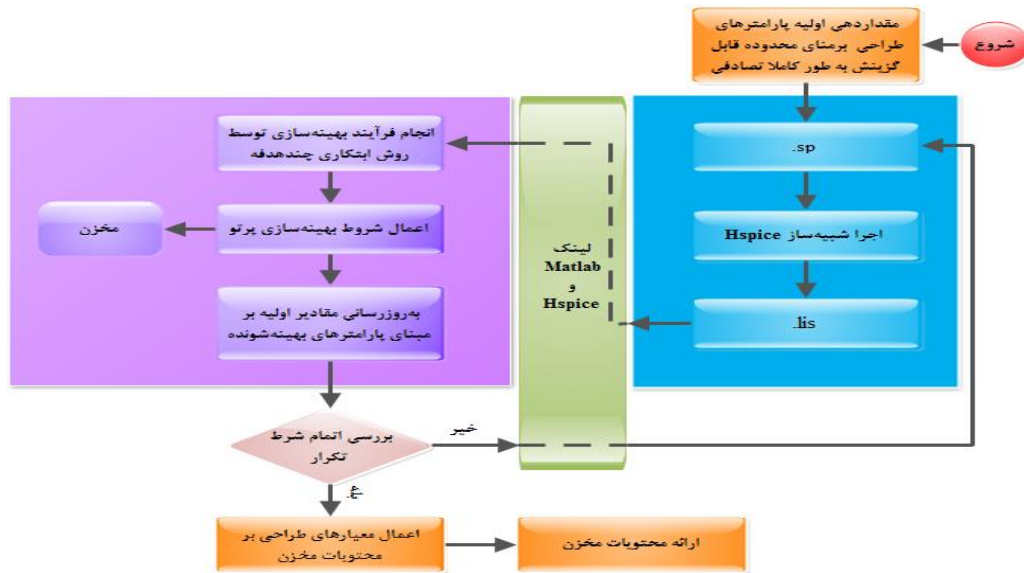 شروع
مقداردهی اولیه پارامترهای
طراحی برمنای محدوده قابل
گزینش به طور کاملا تصادفی
.sp
اجرا شبیه‌ساز Hspice
.lis
لینک
Matlab
و
Hspice
انجام فرآیند بهینه‌سازی توسط
روش ابتکاری چندهدفه
اعمال شروط بهینه‌سازی پرتو
مخزن
به‌روزرسانی مقادیر اولیه بر
مبنای پارامترهای بهینه‌شونده
بررسی اتمام شرط
تکرار
خیر
بلی
اعمال معیارهای طراحی بر
محتویات مخزن
ارائه محتویات مخزن